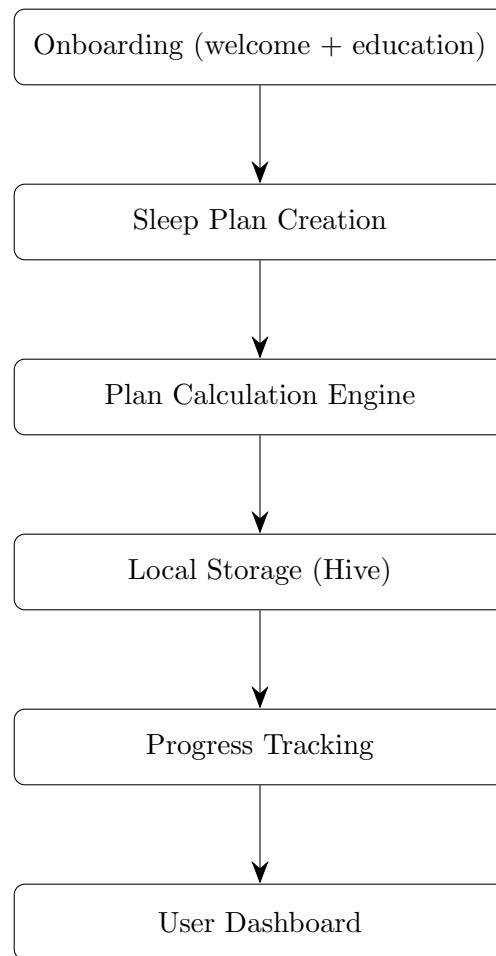 Onboarding (welcome + education)
Sleep Plan Creation
Plan Calculation Engine
Local Storage (Hive)
Progress Tracking
User Dashboard